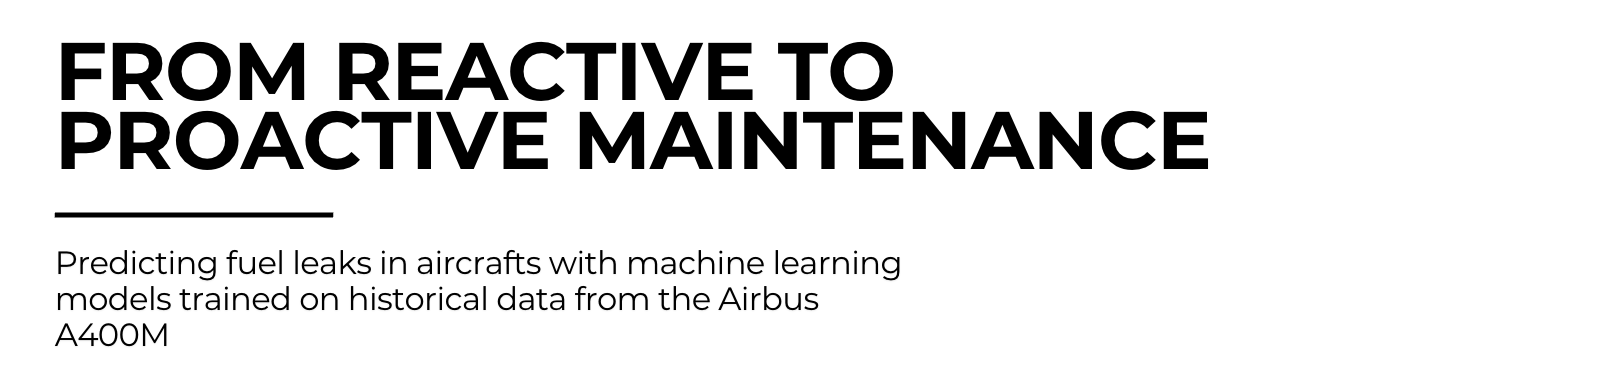 FROM REACTIVE TO
PROACTIVE MAINTENANCE
Predicting fuel leaks in aircrafts with machine learning
models trained on historical data from the Airbus
A400M